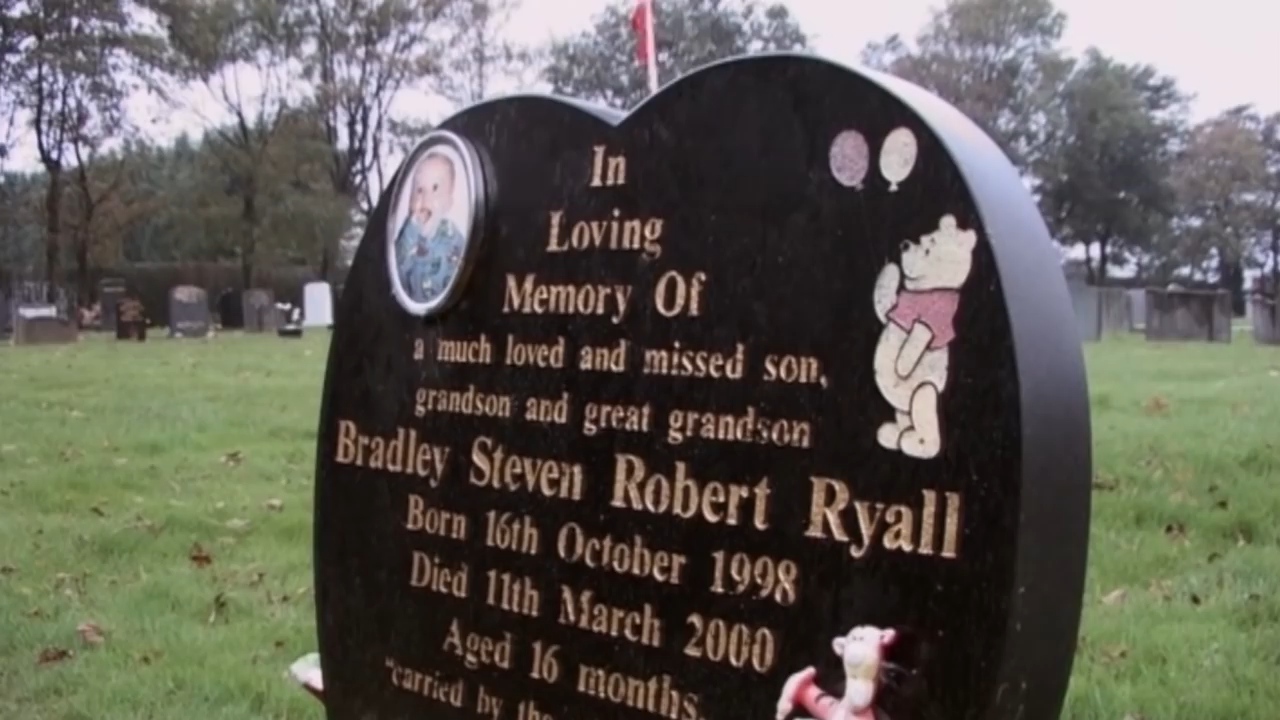 In
Loving
Memory Of
a much loved and missed son,
grandson and great grandson
Bradley Steven Robert Ryall
Born 16th October 1998
Died 11th March 2000
Aged 16 months.
"carried by the